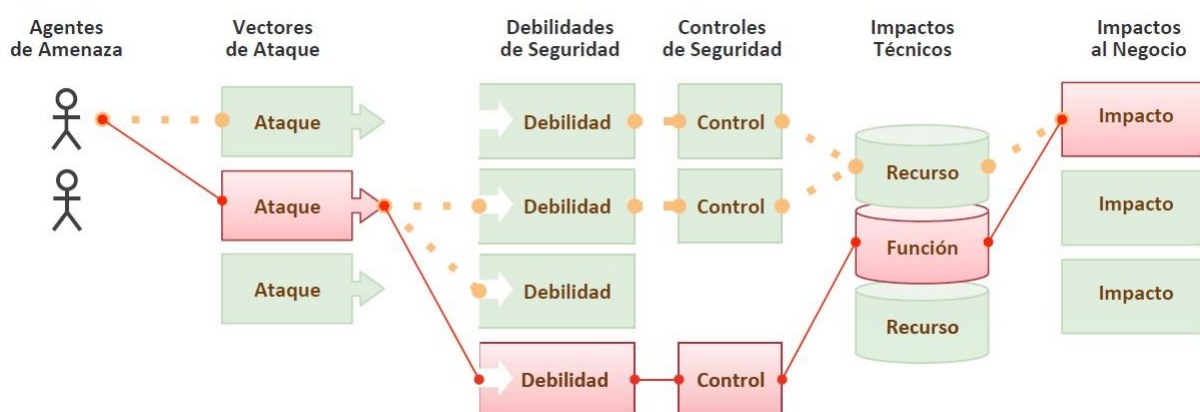 Agentes
de Amenaza
Vectores
de Ataque
Debilidades
de Seguridad
Controles
de Seguridad
Impactos
Técnicos
Impactos
al Negocio
Ataque
Debilidad
Control
Impacto
Recurso
Ataque
Debilidad
Control
Impacto
Función
Ataque
Debilidad
Impacto
Recurso
Debilidad
Control